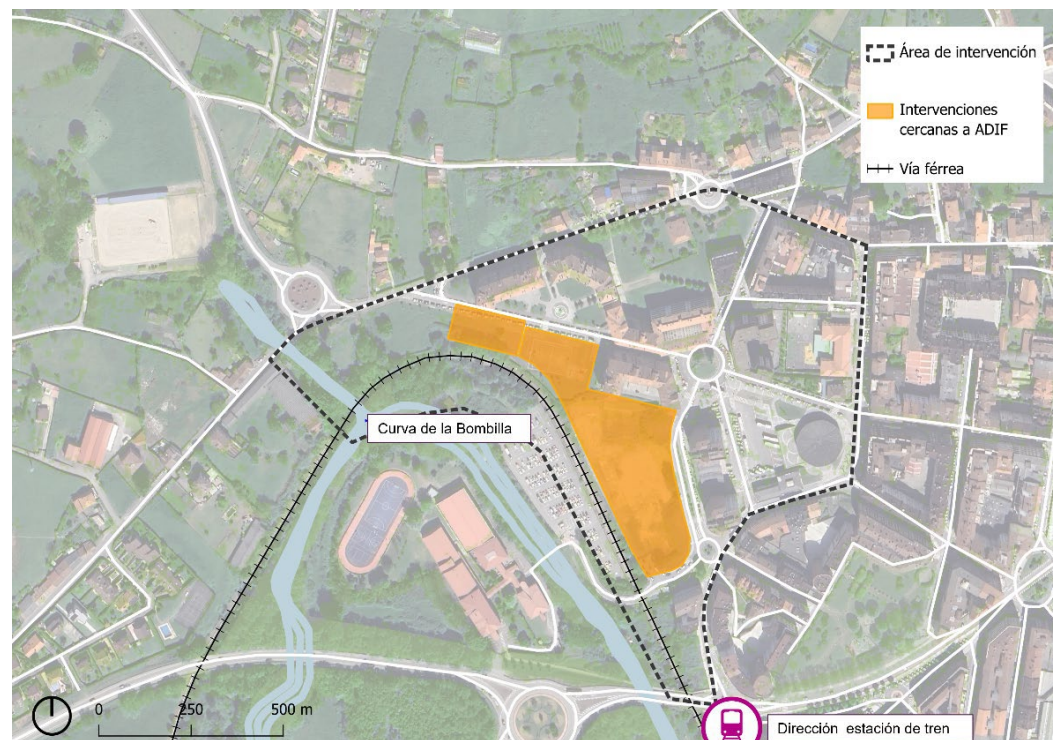 Área de intervención
Intervenciones
cercanas a ADIF
Vía férrea
Curva de la Bombilla
0 250 500 m
Dirección estación de tren